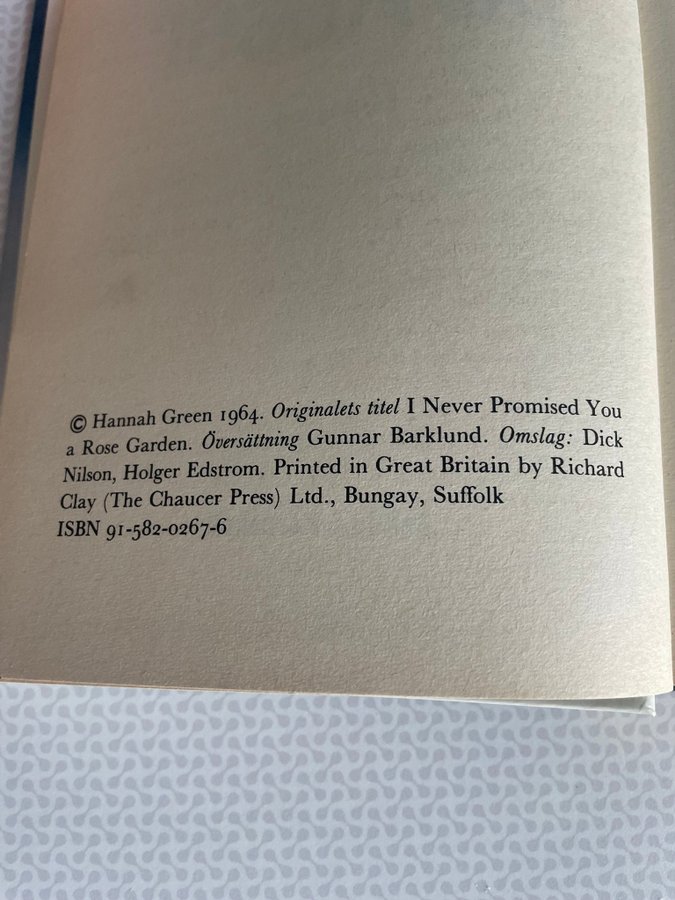 © Hannah Green 1964. Originalets titel I Never Promised You
a Rose Garden. Översättning Gunnar Barklund. Omslag: Dick
Nilson, Holger Edstrom. Printed in Great Britain by Richard
Clay (The Chaucer Press) Ltd., Bungay, Suffolk
ISBN 91-582-0267-6